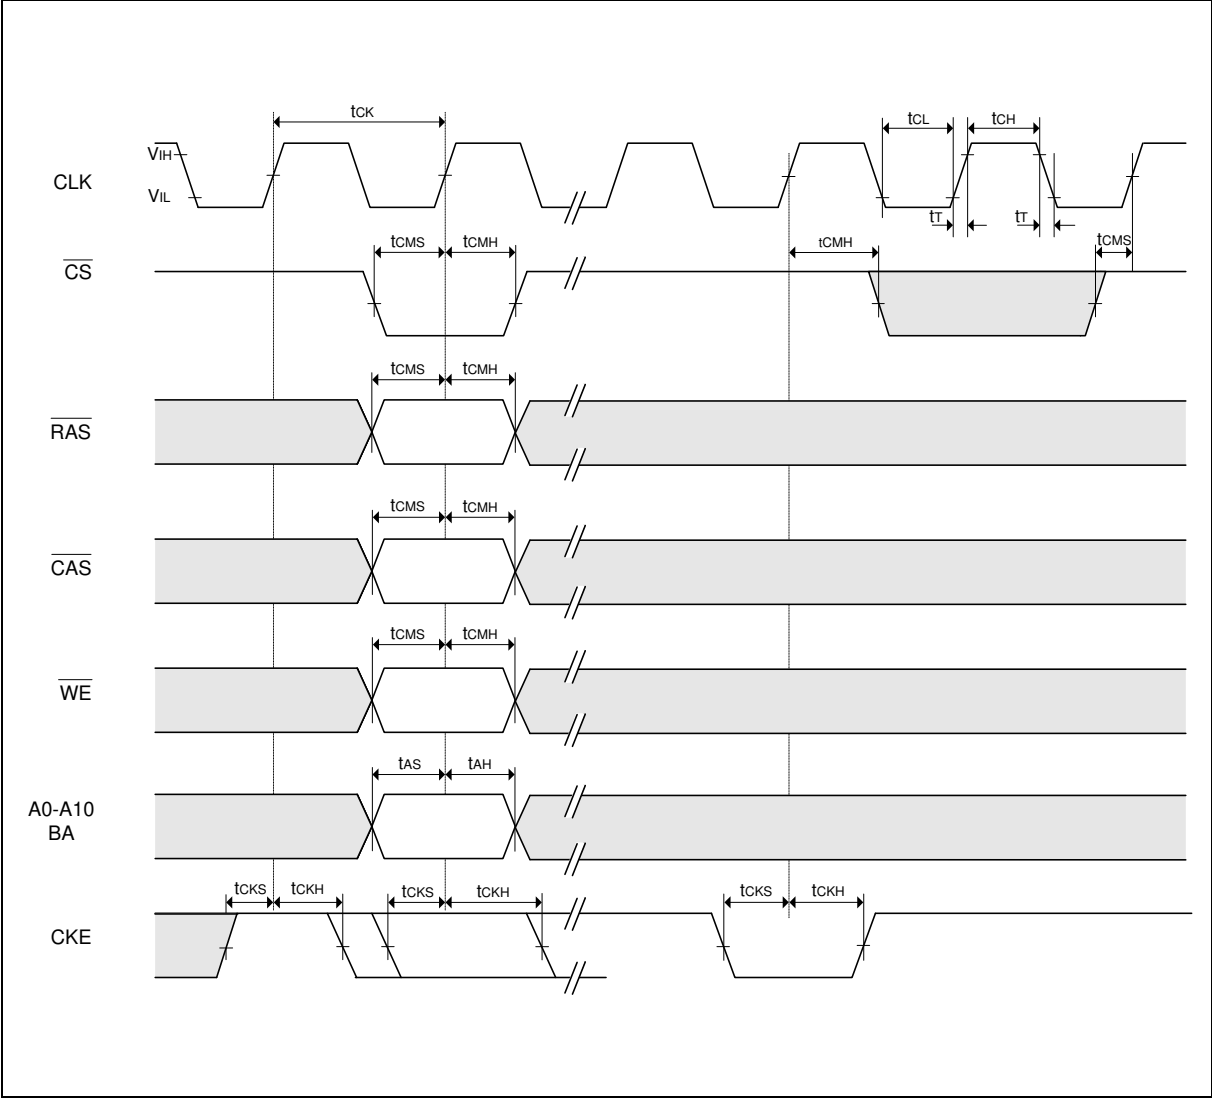 tCK
tCL tCH
VIH
CLK
VIL
tT tT
tCMS tCMH tCMH tCMS
CS
tCMS tCMH
RAS
tCMS tCMH
CAS
tCMS tCMH
WE
tAS tAH
A0-A10
BA
tCKS tCKH tCKS tCKH tCKS tCKH
CKE